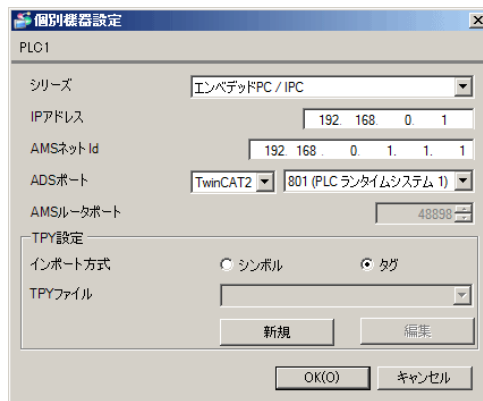 個別機器設定
PLC1
シリーズ エンベデッドPC / IPC
IPアドレス 192. 168. 0. 1
AMSネット Id 192. 168. 0. 1. 1. 1
ADSポート TwinCAT2 801 (PLC ランタイムシステム 1)
AMSルータポート 48898
TPY設定
インポート方式 シンボル タグ
TPYファイル
新規 編集
OK(O) キャンセル